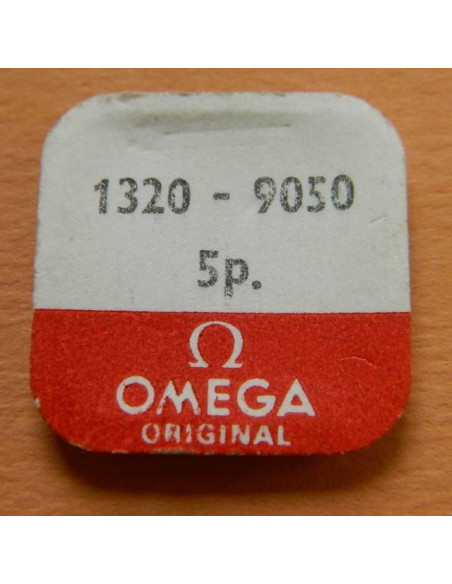 1320 - 9050
5p.
Ω
OMEGA
ORIGINAL